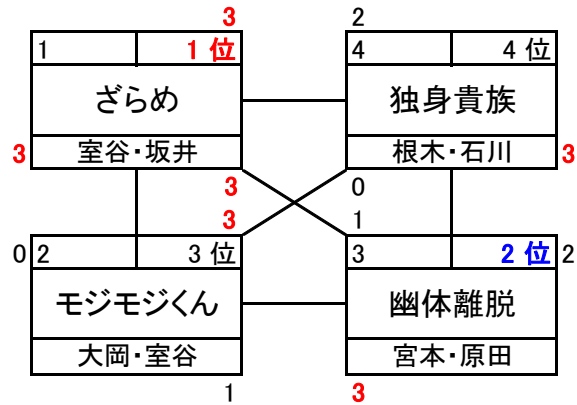 3 2
1 1位 4 4位
ざらめ 独身貴族
3 室谷・坂井 根木・石川 3
3 0
3 1
0 2 3位 3 2位 2
モジモジくん 幽体離脱
大岡・室谷 宮本・原田
1 3